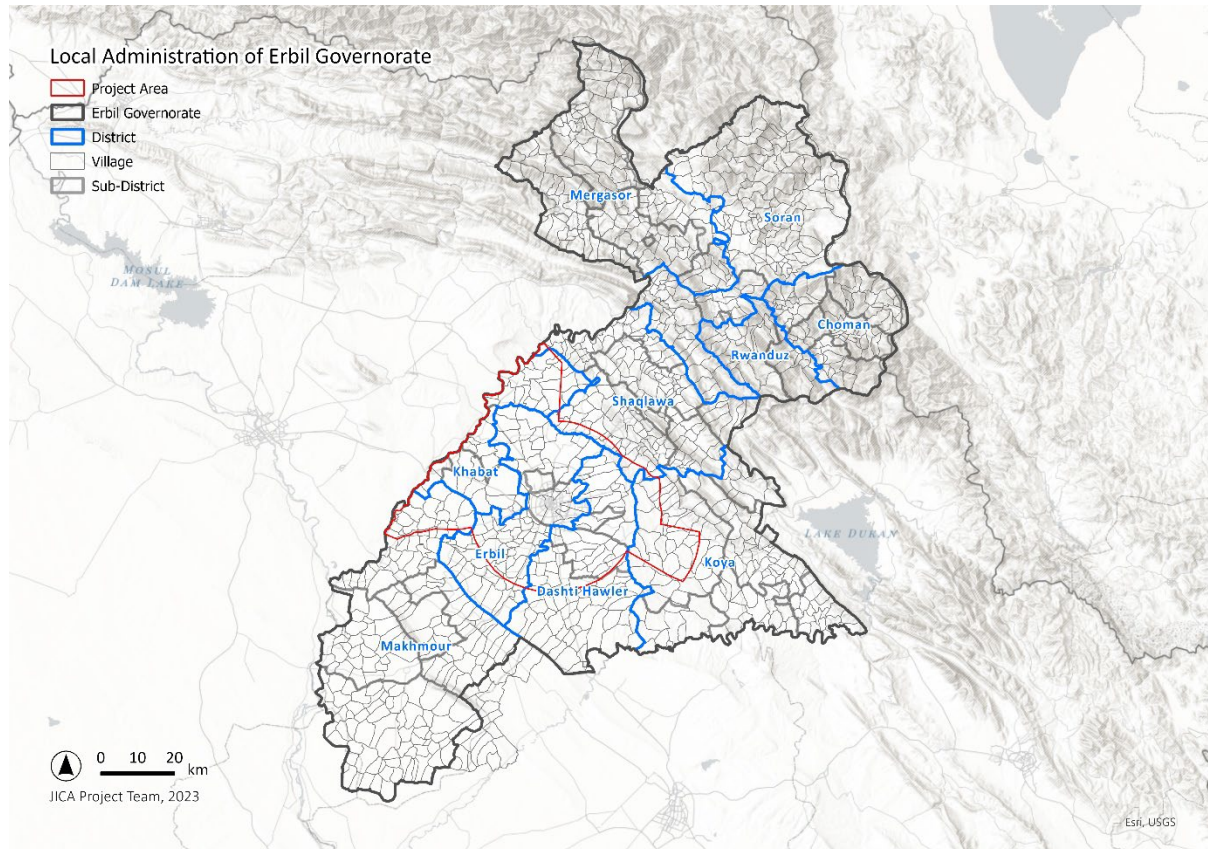 Local Administration of Erbil Governorate
Project Area
Erbil Governorate
District
Village
Sub-District
Mergasor
Soran
MOSUL
DAM LAKE
Choman
Rwanduz
Shaqlawa
Khabat
LAKE DUKAN
Erbil
Koya
Dashti Hawler
Makhmour
0 10 20
km
JICA Project Team, 2023
Esri, USGS